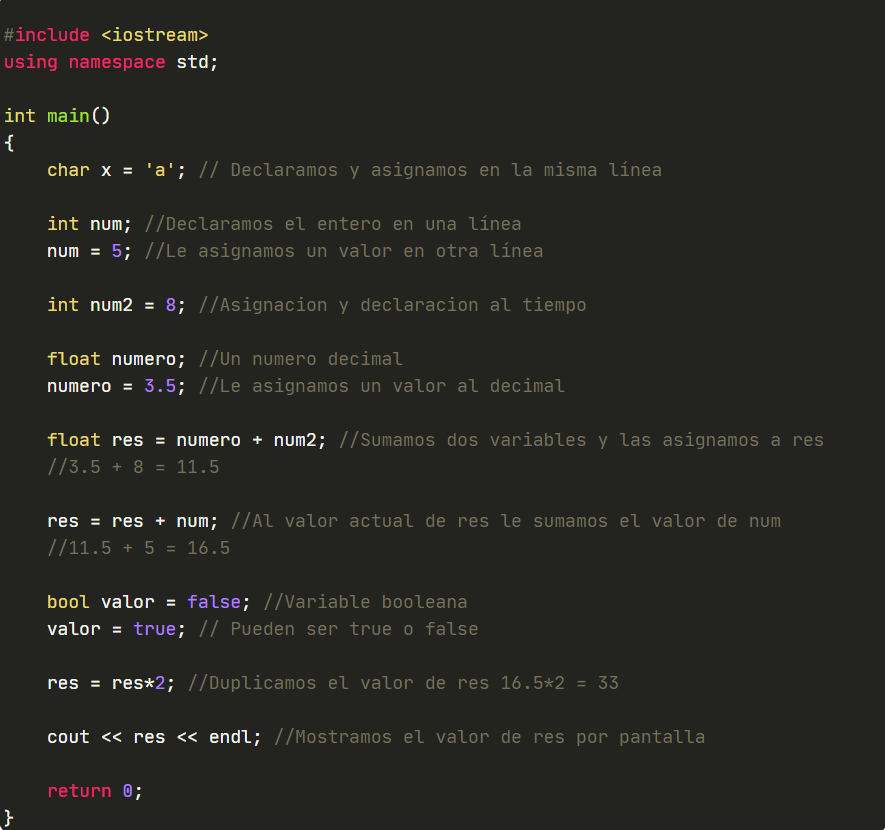 #include <iostream>
using namespace std;
int main()
{
char x = 'a'; // Declaramos y asignamos en la misma línea
int num; //Declaramos el entero en una línea
num = 5; //Le asignamos un valor en otra línea
int num2 = 8; //Asignacion y declaracion al tiempo
float numero; //Un numero decimal
numero = 3.5; //Le asignamos un valor al decimal
float res = numero + num2; //Sumamos dos variables y las asignamos a res
//3.5 + 8 = 11.5
res = res + num; //Al valor actual de res le sumamos el valor de num
//11.5 + 5 = 16.5
bool valor = false; //Variable booleana
valor = true; // Pueden ser true o false
res = res*2; //Duplicamos el valor de res 16.5*2 = 33
cout << res << endl; //Mostramos el valor de res por pantalla
return 0;
}